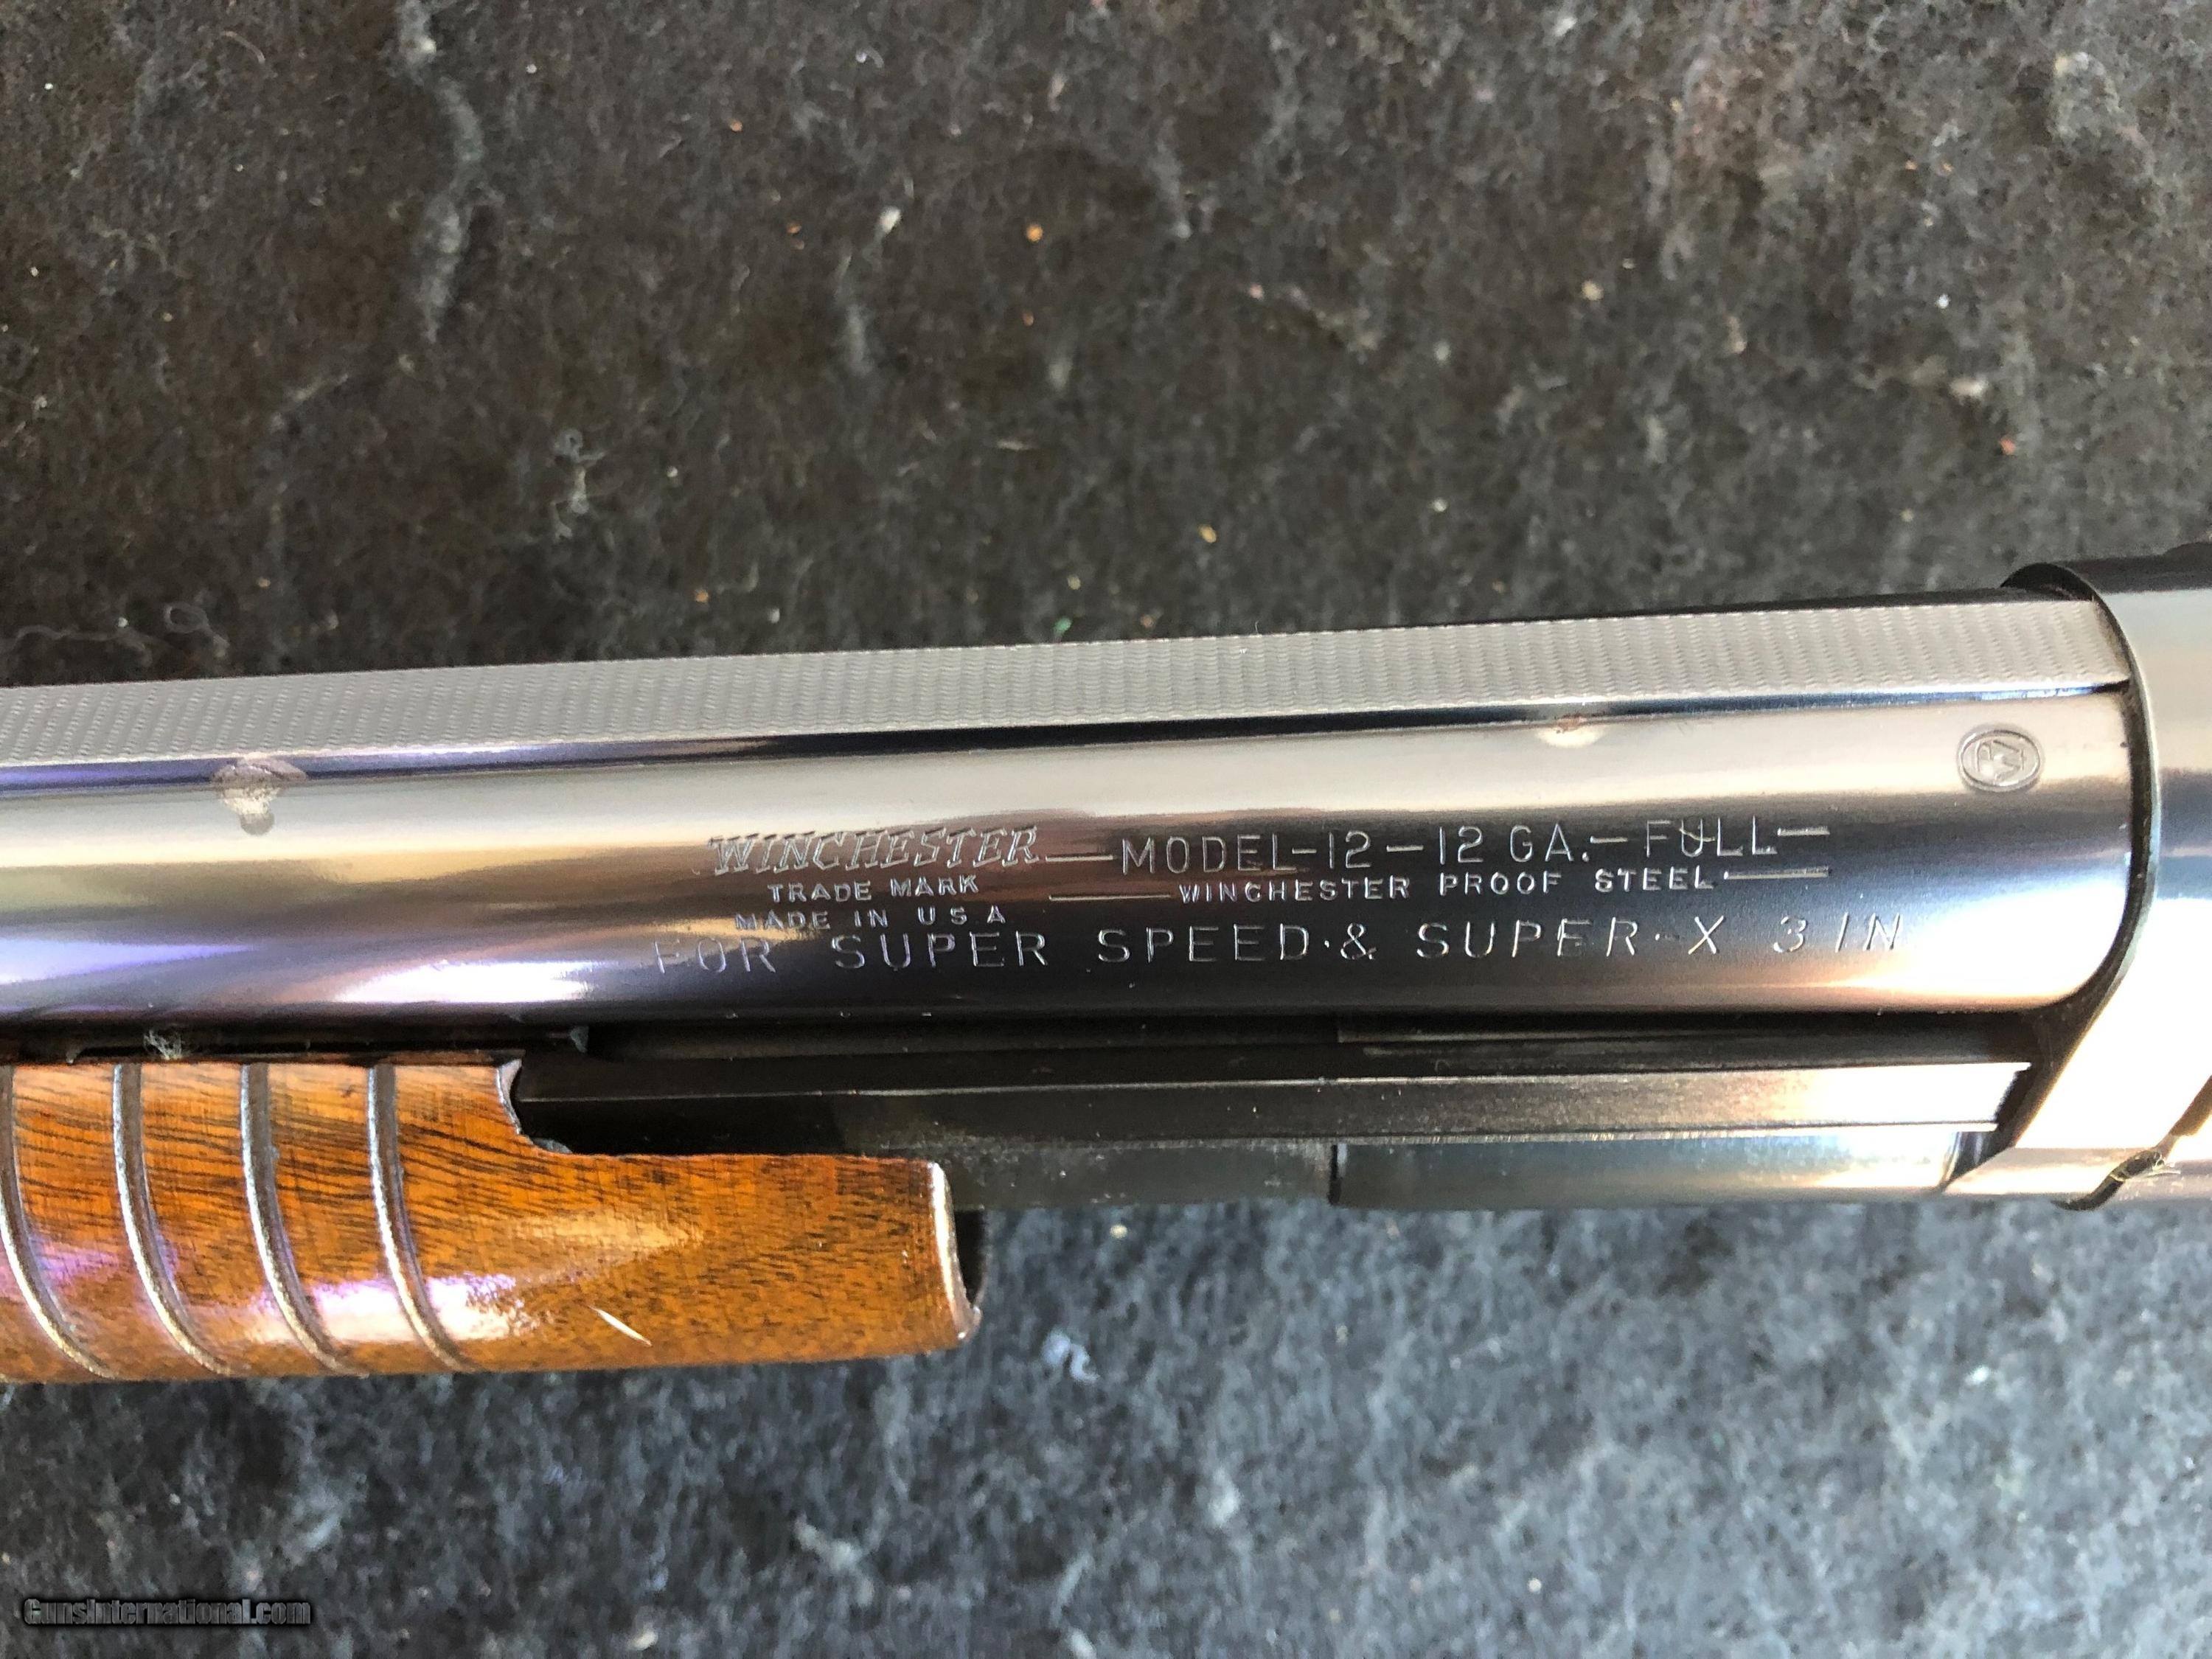 WINCHESTER—MODEL-12-12 GA.-FULL-
TRADE MARK —WINCHESTER PROOF STEEL—
MADE IN U S A
FOR SUPER SPEED·&·SUPER·X 3 IN
GunsInternational.com